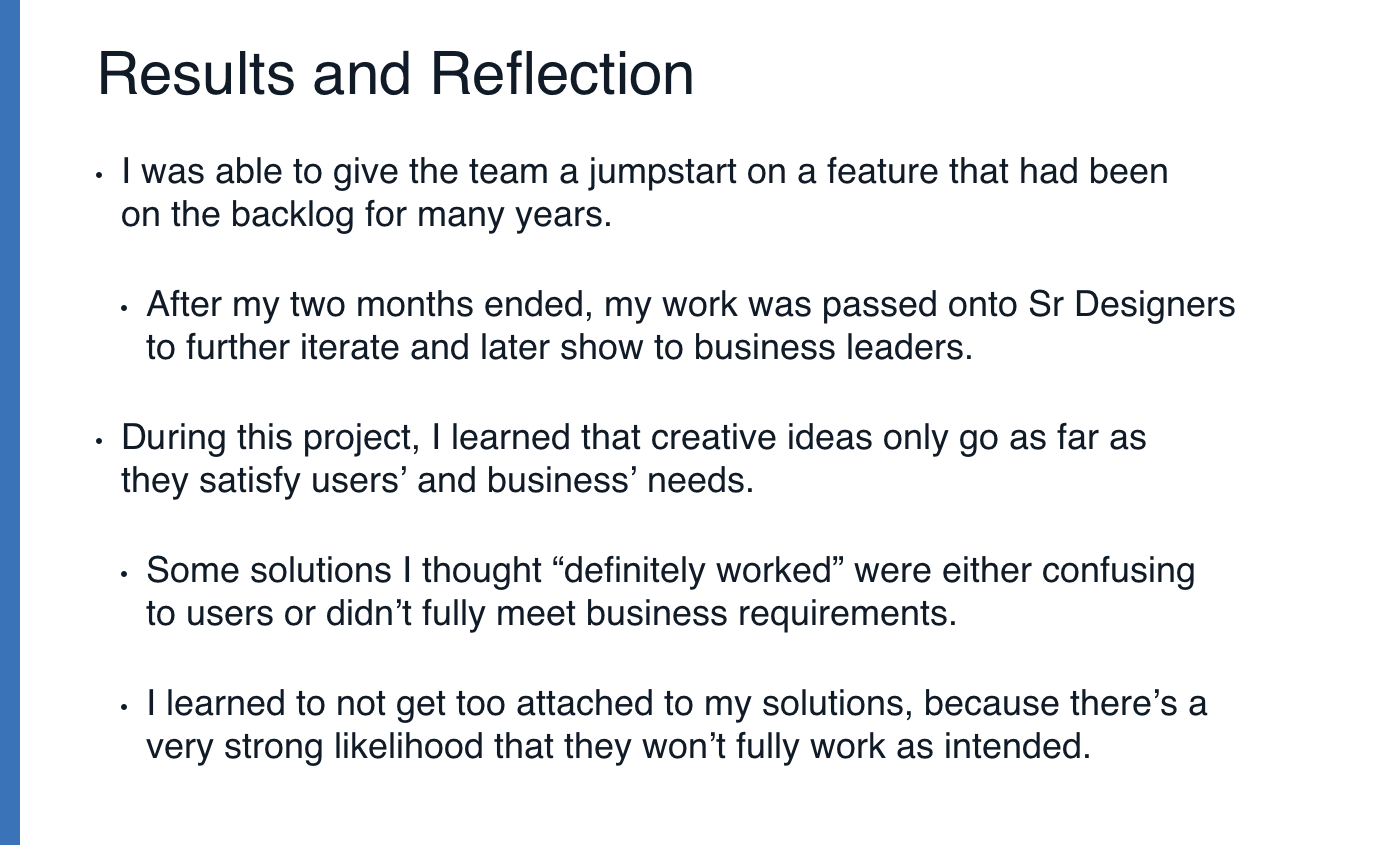 Results and Reflection
• I was able to give the team a jumpstart on a feature that had been
on the backlog for many years.
• After my two months ended, my work was passed onto Sr Designers
to further iterate and later show to business leaders.
• During this project, I learned that creative ideas only go as far as
they satisfy users’ and business’ needs.
• Some solutions I thought “definitely worked” were either confusing
to users or didn’t fully meet business requirements.
• I learned to not get too attached to my solutions, because there’s a
very strong likelihood that they won’t fully work as intended.